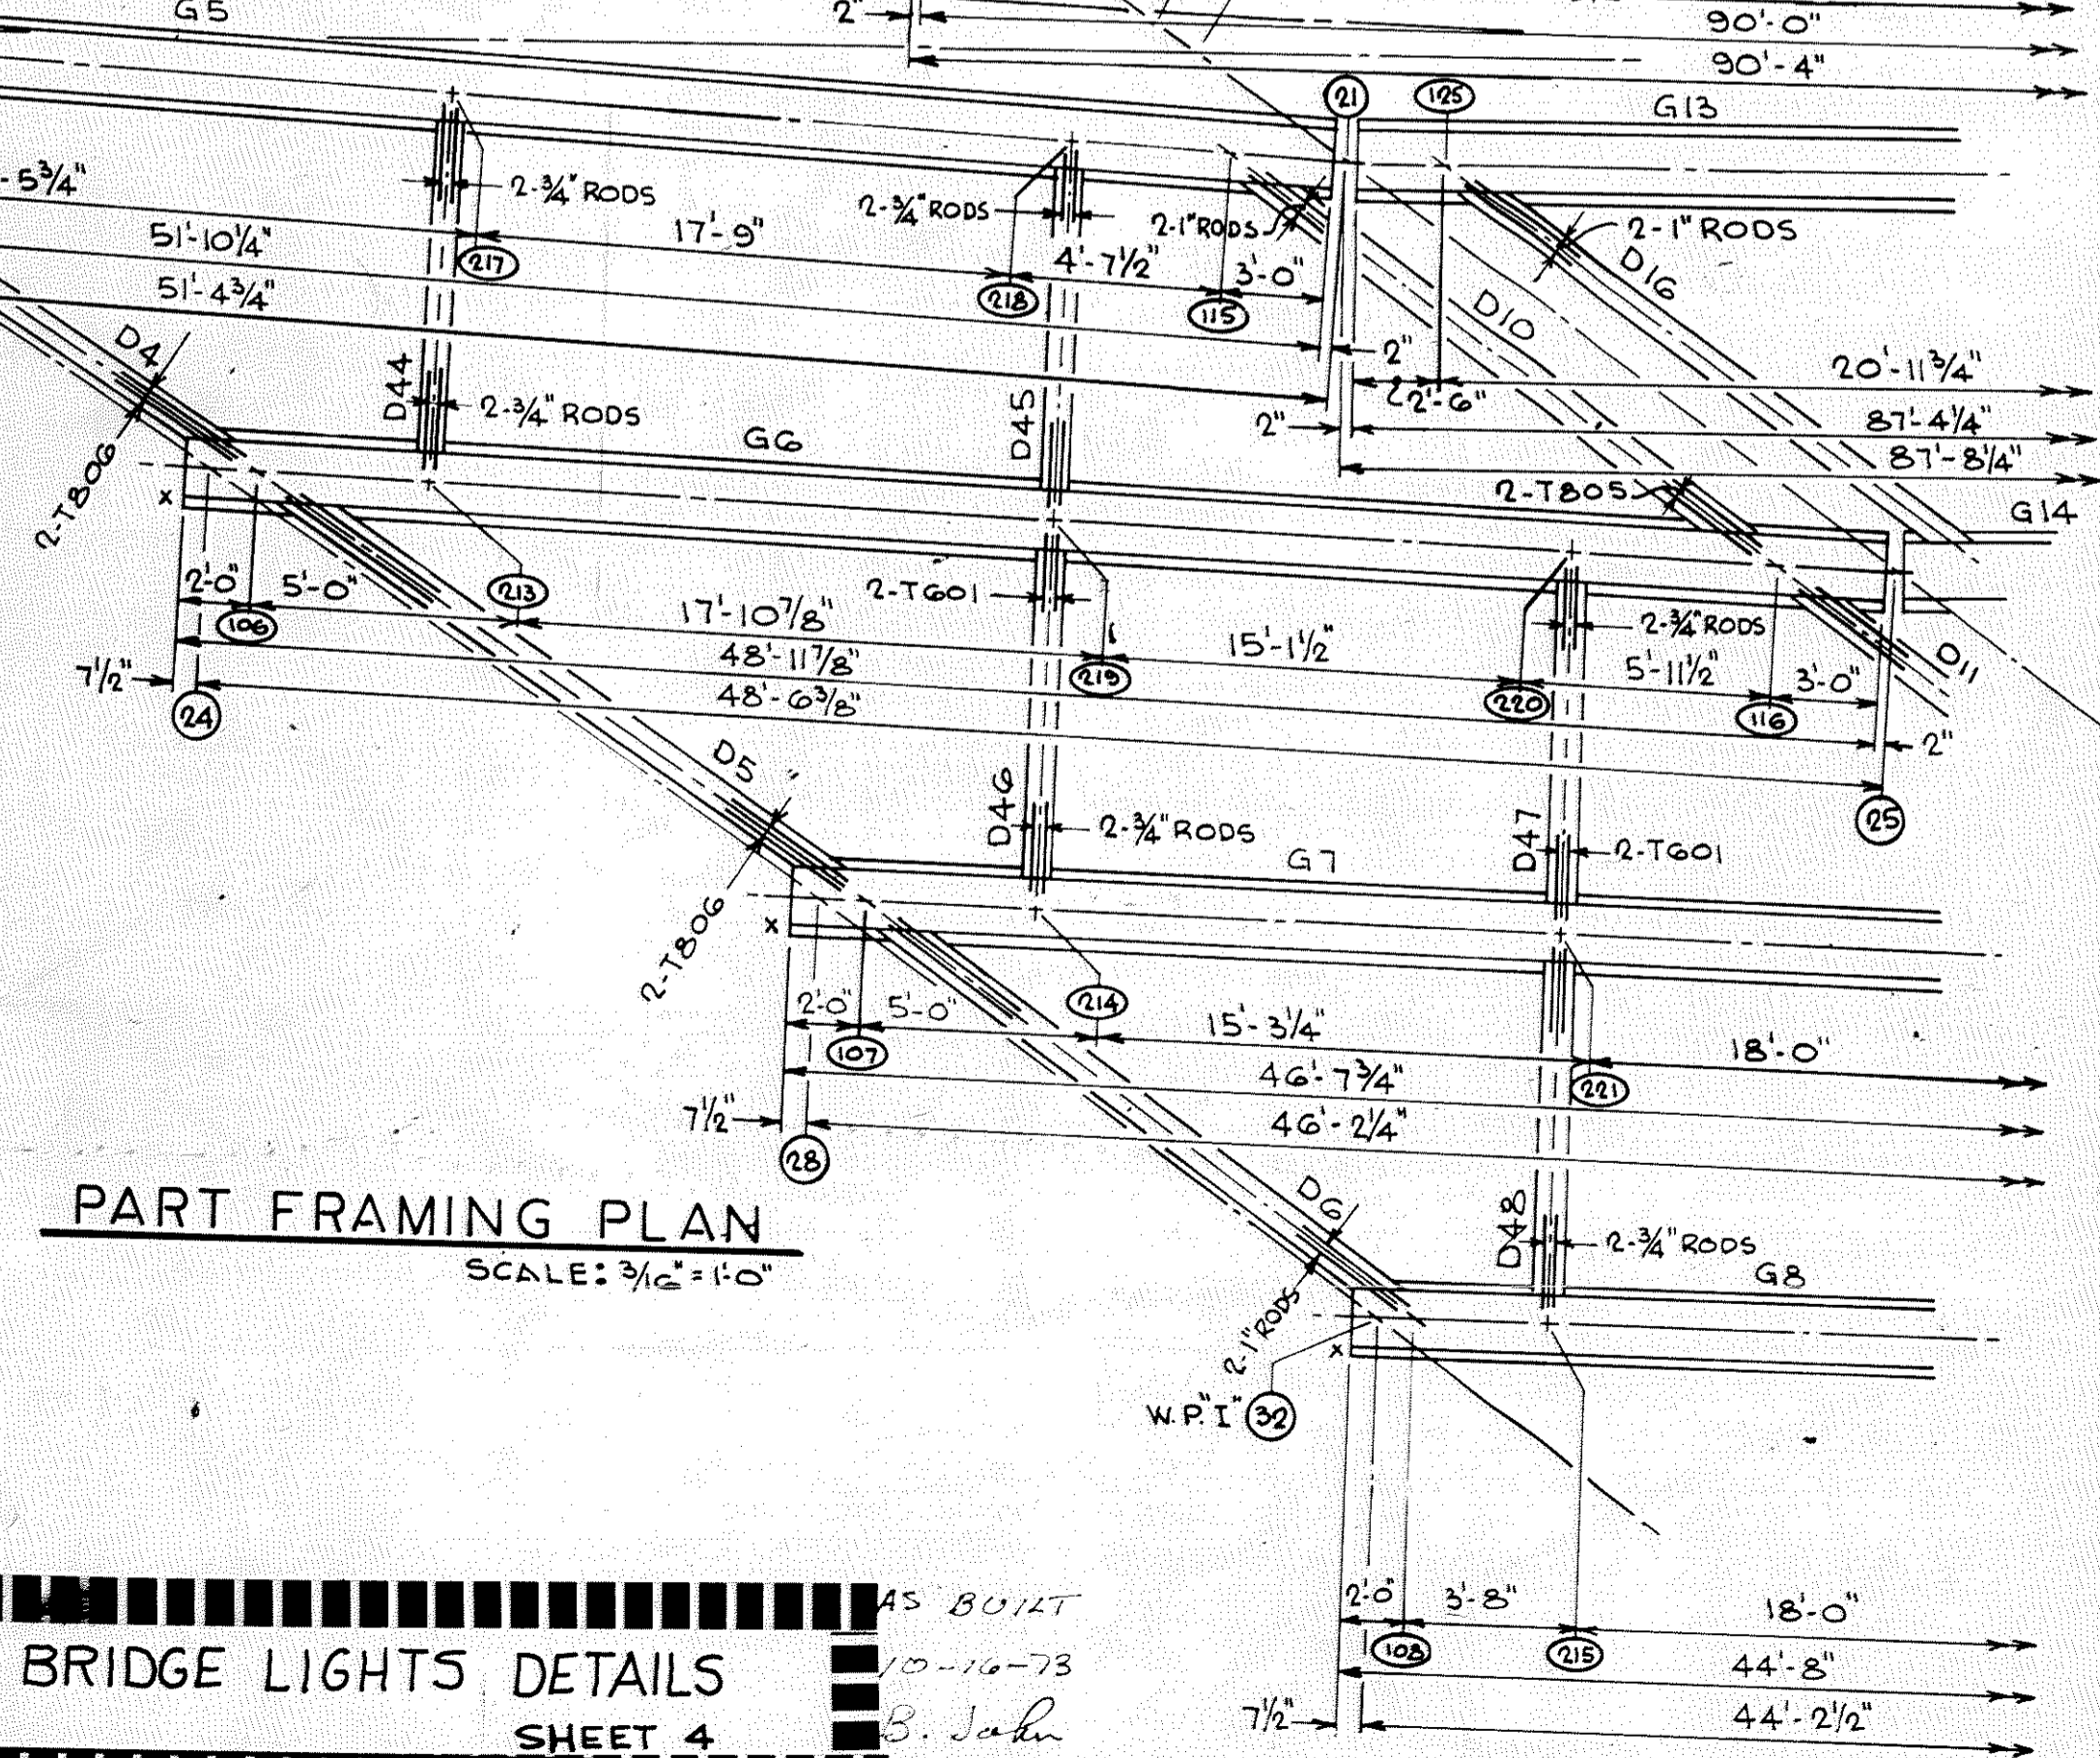 G5
2"
90'-0"
90'-4"
21
125
G13
-5¾"
2-¾" RODS
2-¾" RODS
2-1" RODS
2-1" RODS
D16
51'-10¼"
217
17'-9"
218
4'-7½"
115
3'-0"
D10
51'-4¾"
D4
D44
2-¾" RODS
G6
D45
2"
2"
2'-6"
20'-11¾"
87'-4¼"
87'-8¼"
2-T806
X
2-T805
G14
2'-0"
5'-0"
213
106
17'-10⅞"
2-T601
219
15'-1½"
2-¾" RODS
220
5'-11½"
116
3'-0"
D11
48'-11⅞"
7½"
24
48'-6⅜"
2"
25
D5
D46
2-¾" RODS
G7
D47
2-T601
2-T806
X
2'-0"
5'-0"
214
107
15'-3¼"
18'-0"
221
46'-7¾"
7½"
28
46'-2¼"
PART FRAMING PLAN
SCALE: 3/16" = 1'-0"
D6
D48
2-¾" RODS
G8
2-1" RODS
X
W.P. "I" 32
2'-0"
3'-8"
18'-0"
108
215
44'-8"
7½"
44'-2½"
AS BUILT
10-16-73
B. John
BRIDGE LIGHTS DETAILS
SHEET 4